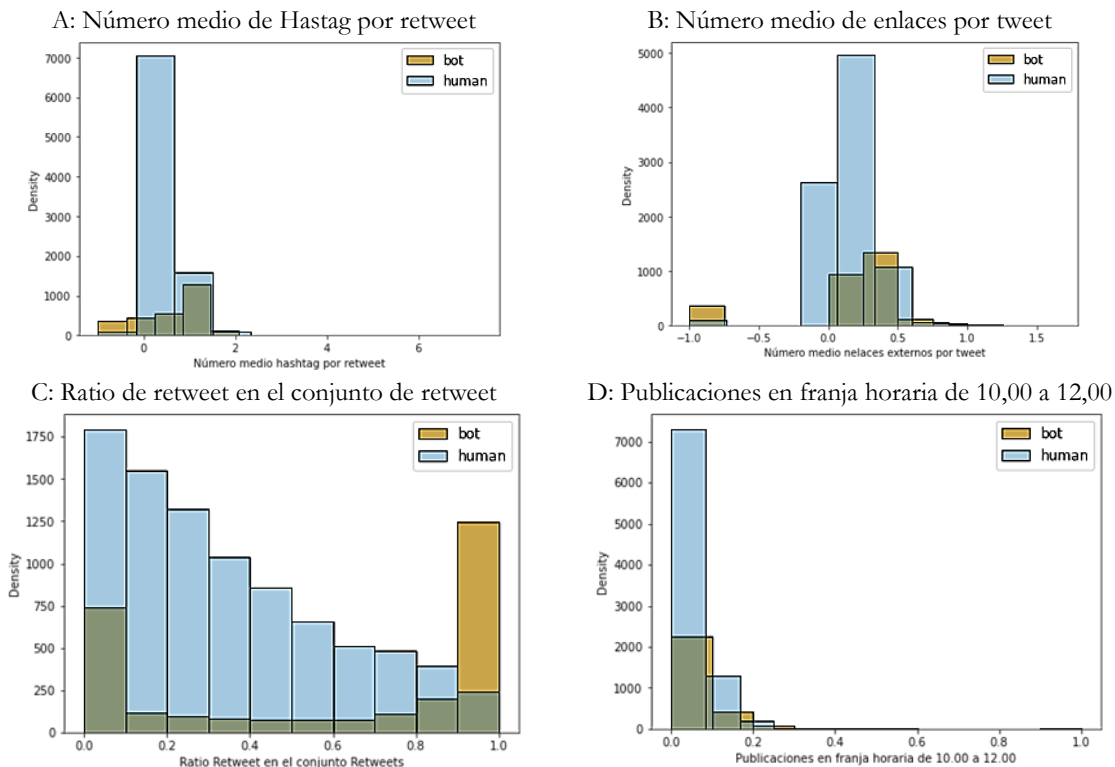 A: Número medio de Hastag por retweet
7000
6000
5000
4000
3000
2000
1000
0
Density
bot
human
0
2
4
6
Número medio hashtag por retweet
B: Número medio de enlaces por tweet
5000
4000
3000
2000
1000
0
Density
bot
human
−1.0
−0.5
0.0
0.5
1.0
1.5
Número medio nelaces externos por tweet
C: Ratio de retweet en el conjunto de retweet
1750
1500
1250
1000
750
500
250
0
Density
bot
human
0.0
0.2
0.4
0.6
0.8
1.0
Ratio Retweet en el conjunto Retweets
D: Publicaciones en franja horaria de 10,00 a 12,00
7000
6000
5000
4000
3000
2000
1000
0
Density
bot
human
0.0
0.2
0.4
0.6
0.8
1.0
Publicaciones en franja horaria de 10.00 a 12.00